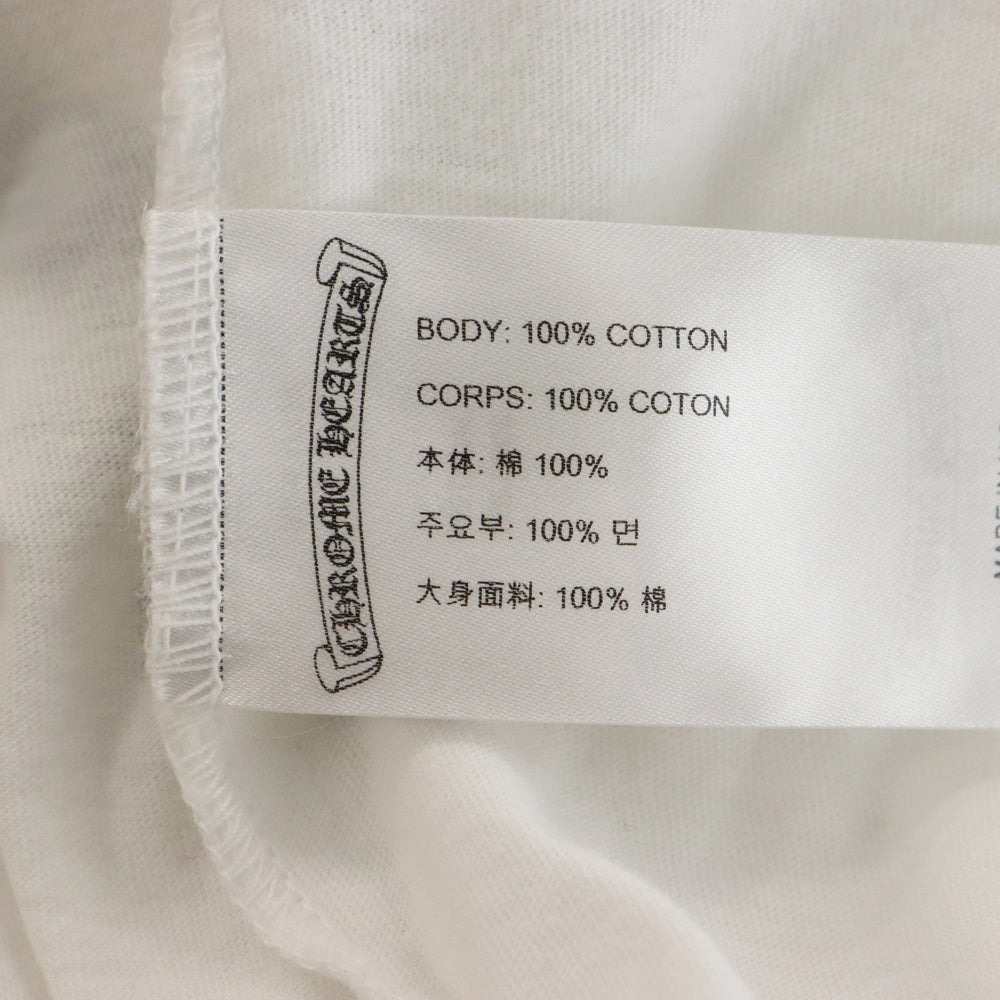 CHROME HEARTS
BODY: 100% COTTON
CORPS: 100% COTON
本体: 棉 100%
주요부: 100% 면
大身面料: 100% 棉